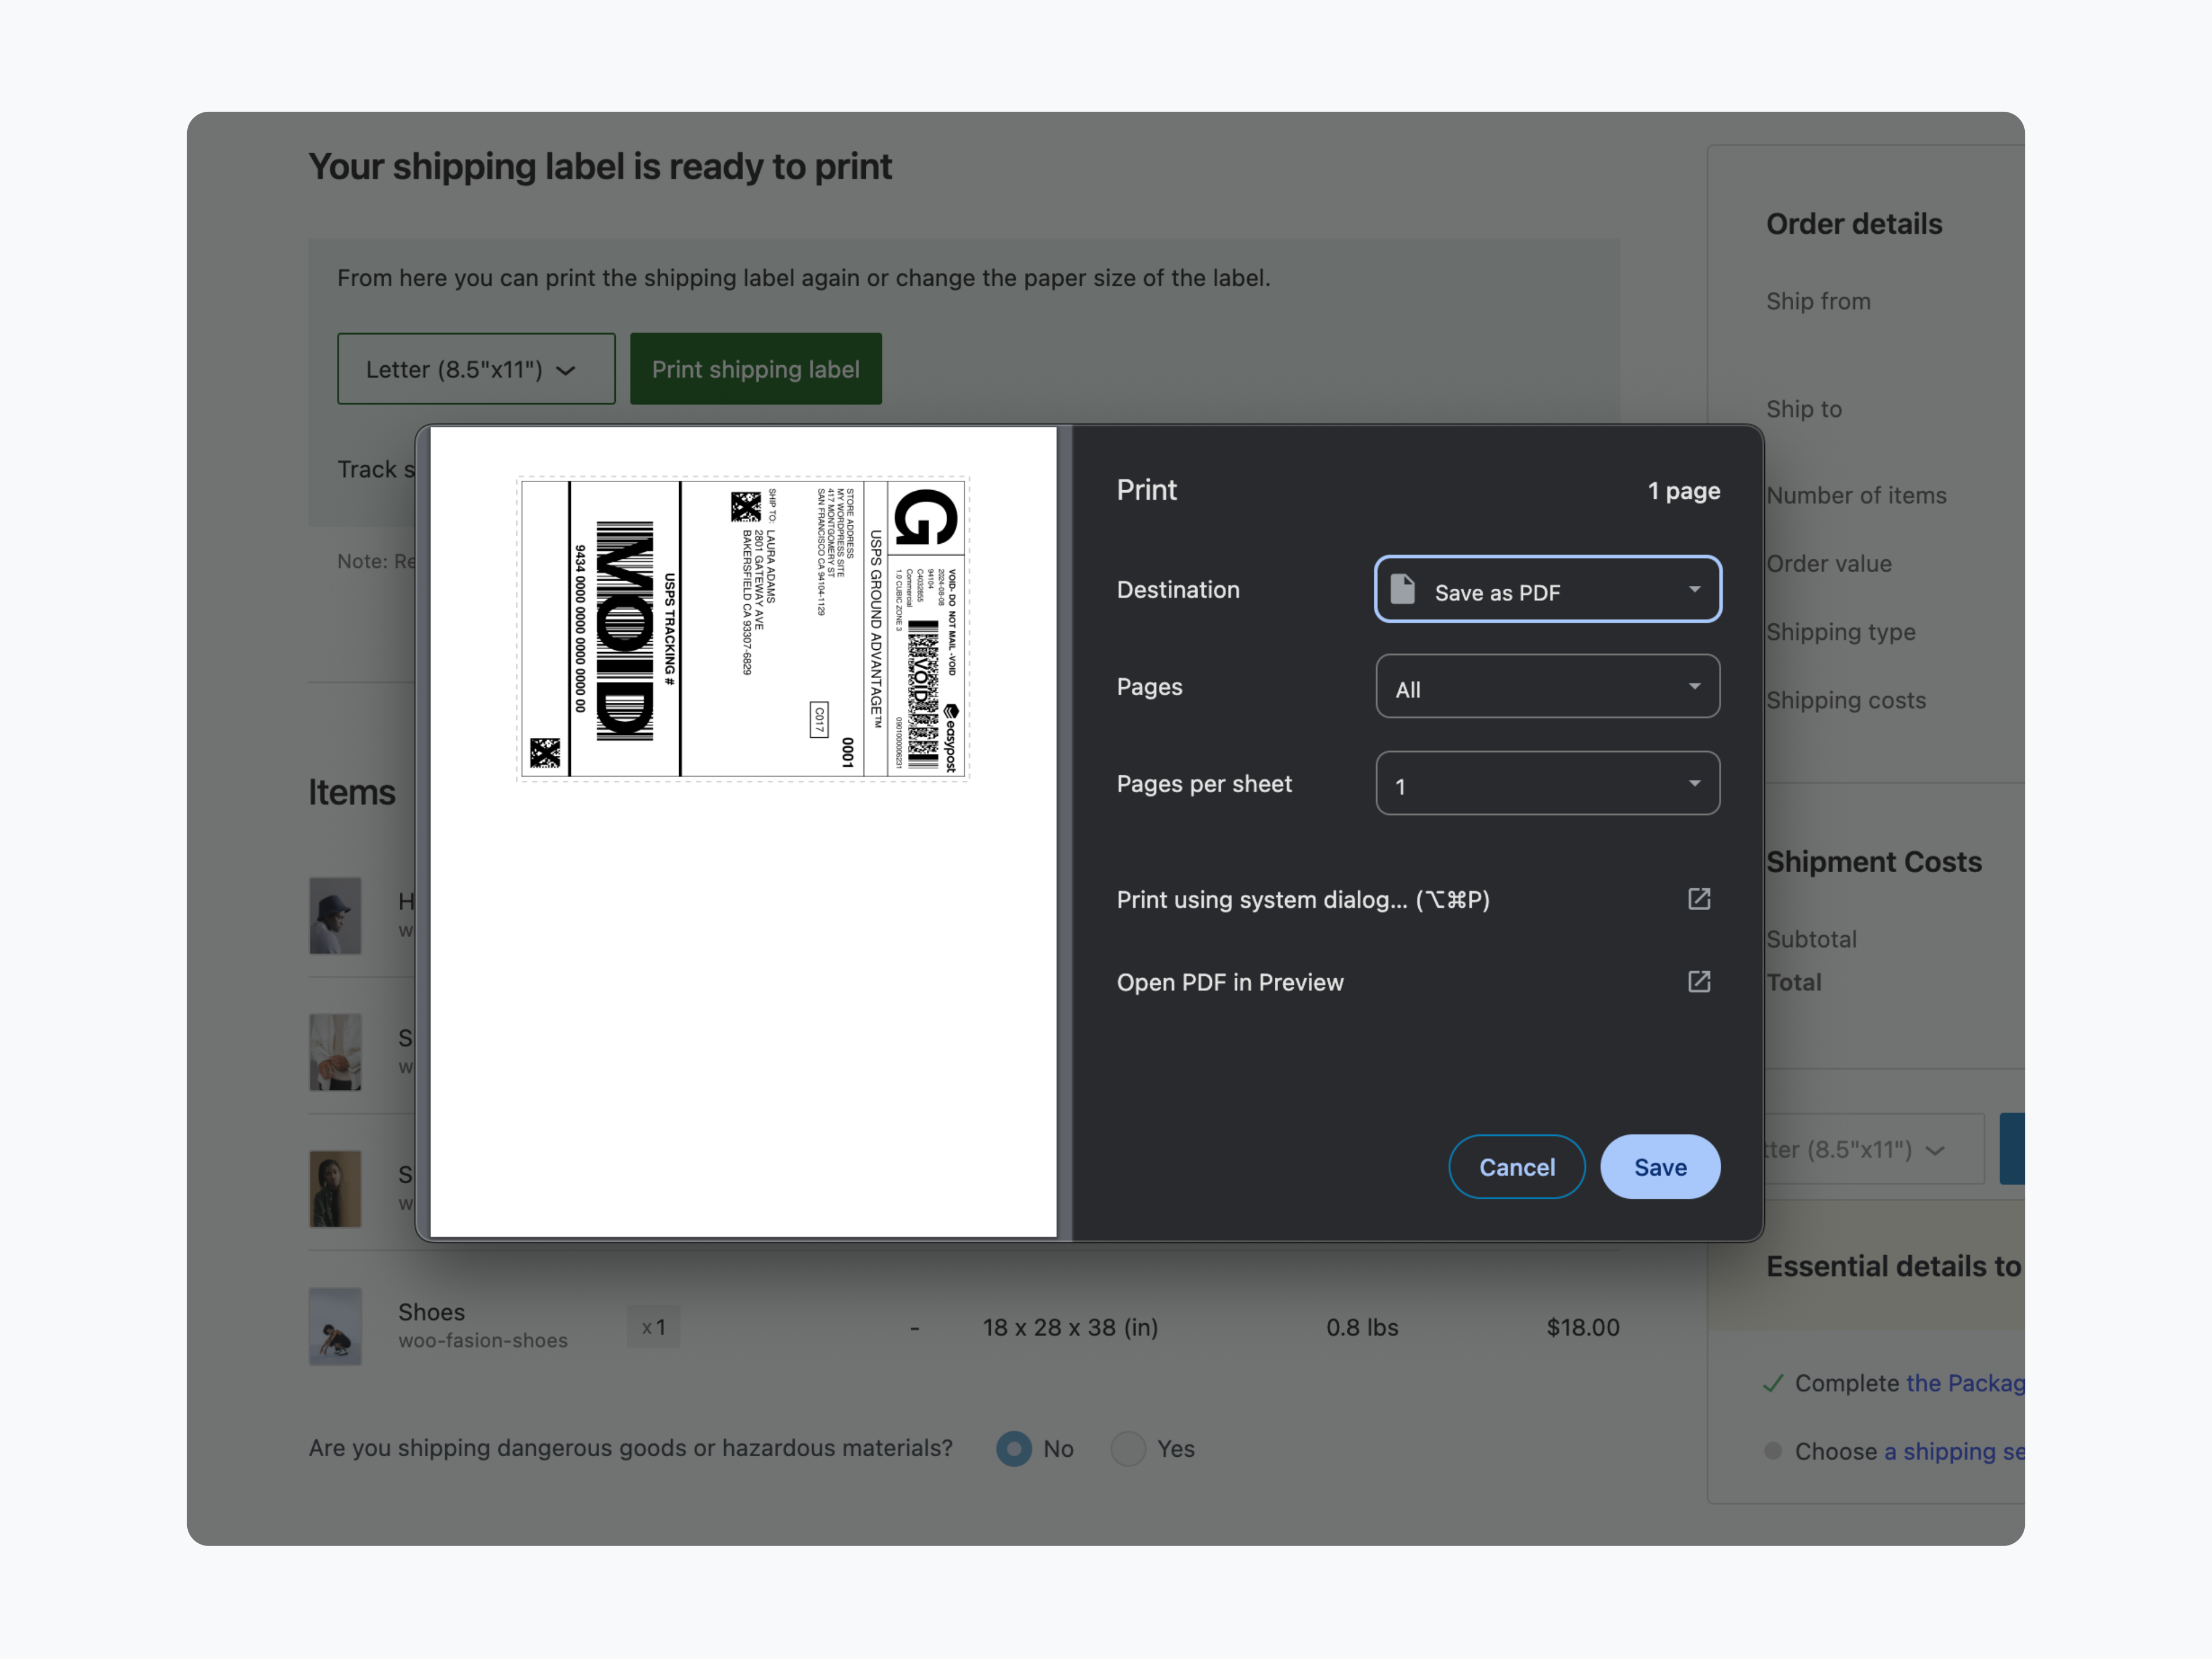 Your shipping label is ready to print
From here you can print the shipping label again or change the paper size of the label.
Letter (8.5"x11")
Print shipping label
Track s
Note: Re
Items
H
w
S
w
S
w
Shoes
woo-fasion-shoes
x 1
-
18 x 28 x 38 (in)
0.8 lbs
$18.00
Are you shipping dangerous goods or hazardous materials?
No
Yes
G
VOID- DO NOT MAIL -VOID
2024-08-08
94104
C4032855
Commercial
1.0 CUBIC ZONE 3
VOID
easypost
0901000006231
USPS GROUND ADVANTAGE™
STORE ADDRESS
MY WORDPRESS SITE
417 MONTGOMERY ST
SAN FRANCISCO CA 94104-1129
0001
C017
SHIP TO:
LAURA ADAMS
2801 GATEWAY AVE
BAKERSFIELD CA 93307-6829
USPS TRACKING #
VOID
9434 0000 0000 0000 0000 00
Print
1 page
Destination
Save as PDF
Pages
All
Pages per sheet
1
Print using system dialog... (⌥⌘P)
Open PDF in Preview
Cancel
Save
Order details
Ship from
Ship to
Number of items
Order value
Shipping type
Shipping costs
Shipment Costs
Subtotal
Total
tter (8.5"x11")
Essential details to
Complete the Packag
Choose a shipping se